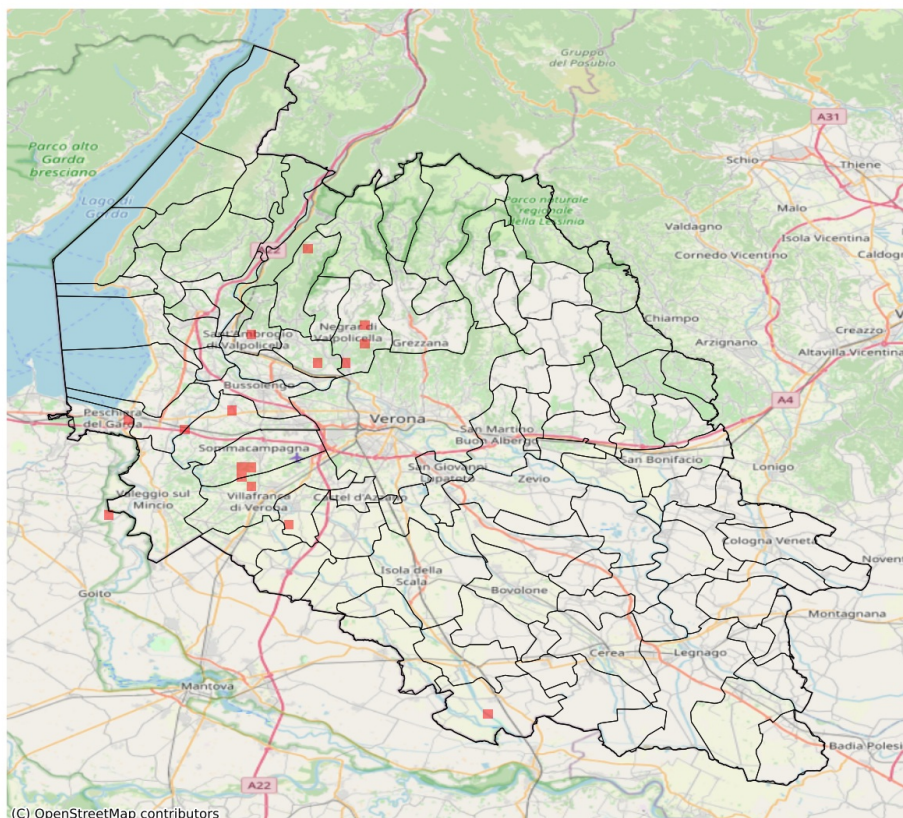 Gruppo
del Pasubio
A31
Parco alto
Garda
bresciano
Schio
Thiene
Lago di
Garda
Parco naturale
regionale
della Lessinia
Malo
Valdagno
Isola Vicentina
A22
Cornedo Vicentino
Caldogn
Chiampo
Sant'Ambrogio
di Valpolicella
Negrar di
Valpolicella
Grezzana
Arzignano
Creazzo
Altavilla Vicentina
Bussolengo
A4
Peschiera
del Garda
Verona
San Martino
Buon Albergo
Sommacampagna
San Bonifacio
Lonigo
San Giovanni
Lupatoto
Zevio
Valeggio sul
Mincio
Villafranca
di Verona
Castel d'Azzano
Cologna Veneta
Noven
Isola della
Scala
Goito
Bovolone
Montagnana
Cerea
Legnago
Mantova
Badia Polesi
A22
(C) OpenStreetMap contributors